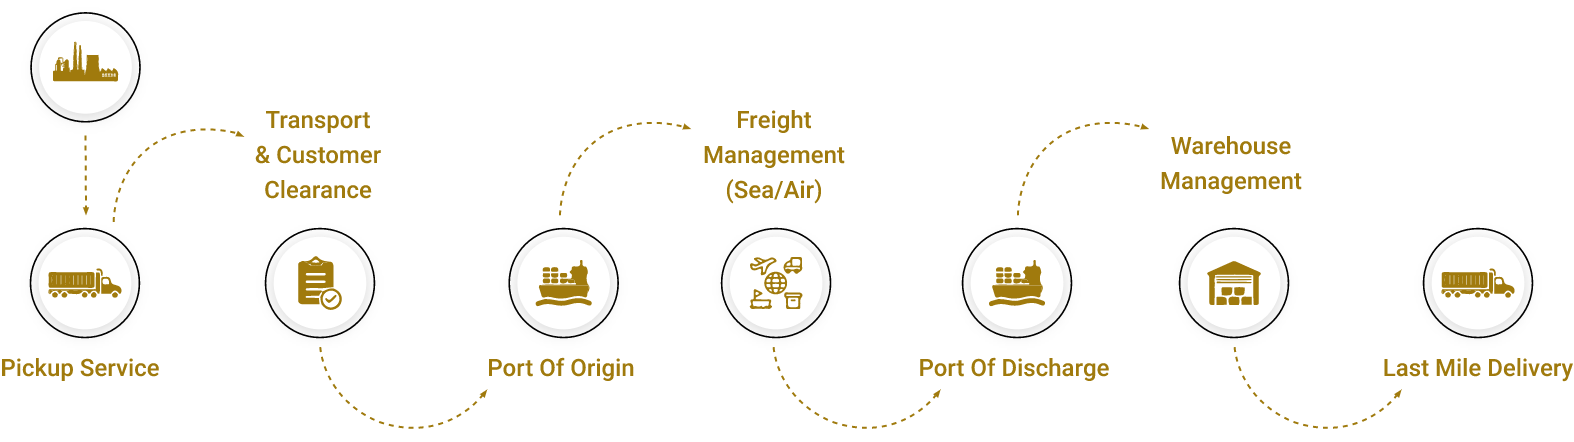 Transport
& Customer
Clearance
Freight
Management
(Sea/Air)
Warehouse
Management
Pickup Service
Port Of Origin
Port Of Discharge
Last Mile Delivery